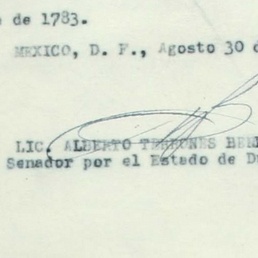 de 1783.
MEXICO, D. F., Agosto 30
LIC. ALBERTO TERRONES
Senador por el Estado de